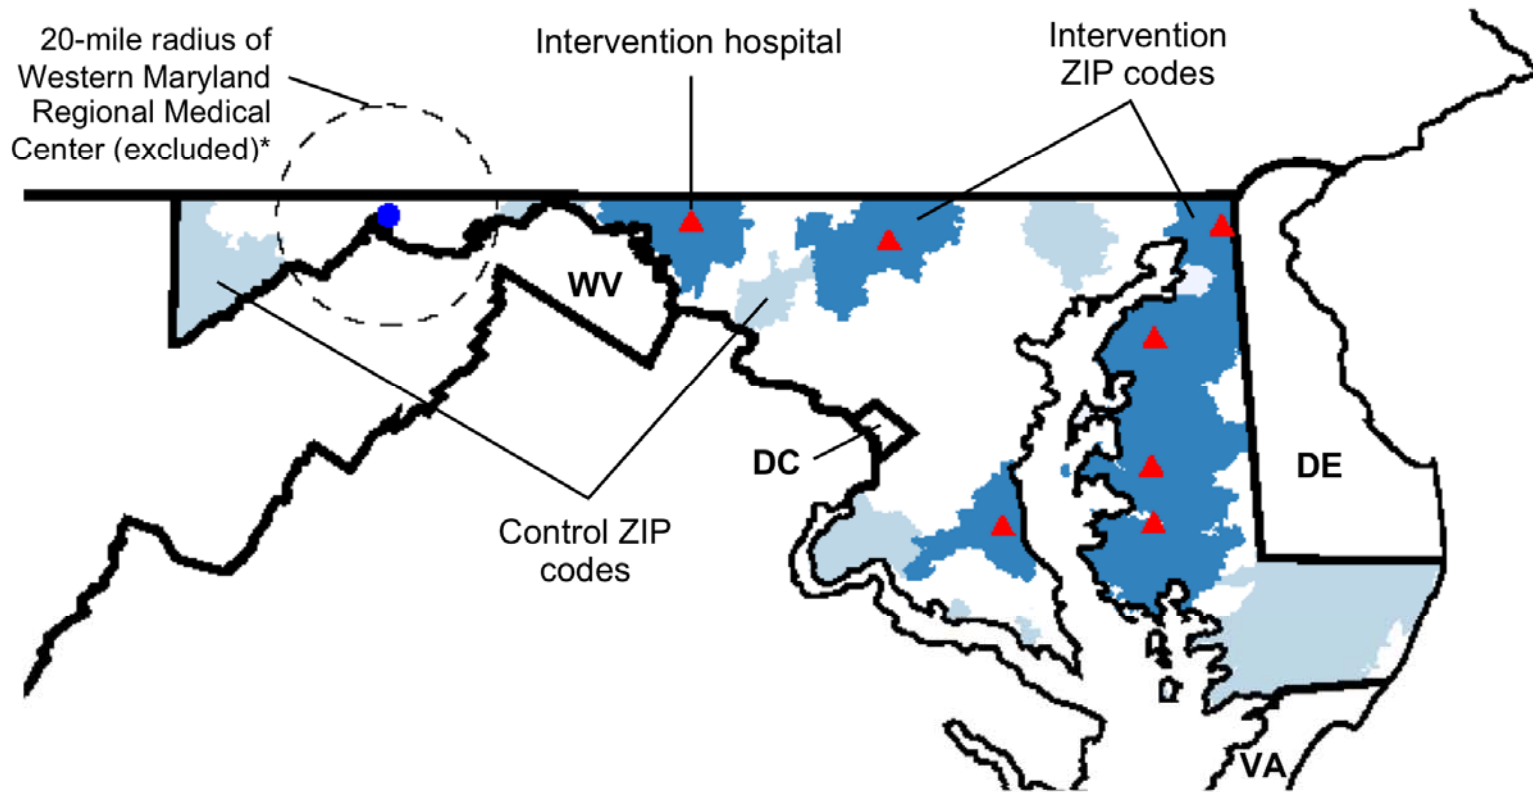 20-mile radius of
Western Maryland
Regional Medical
Center (excluded)*
Intervention hospital
Intervention
ZIP codes
WV
DC
DE
Control ZIP
codes
VA